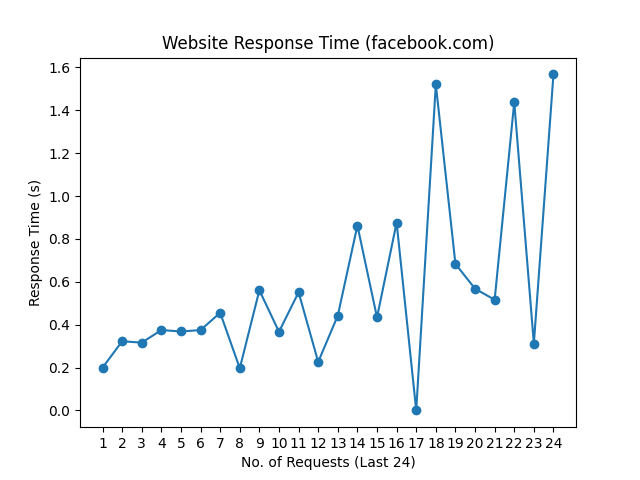 Website Response Time (facebook.com)
1.6
1.4
1.2
1.0
0.8
0.6
0.4
0.2
0.0
Response Time (s)
1 2 3 4 5 6 7 8 9 10 11 12 13 14 15 16 17 18 19 20 21 22 23 24
No. of Requests (Last 24)